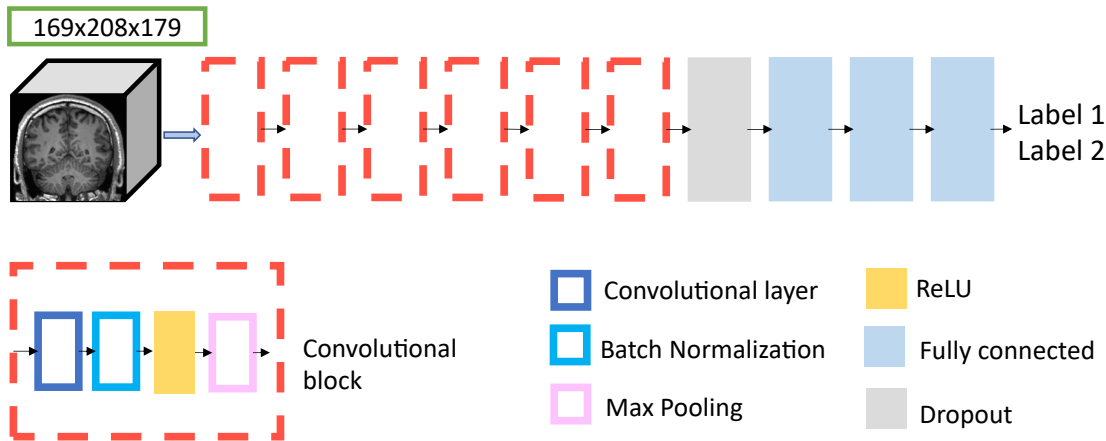 169x208x179
Label 1
Label 2
Convolutional
block
Convolutional layer
Batch Normalization
Max Pooling
ReLU
Fully connected
Dropout